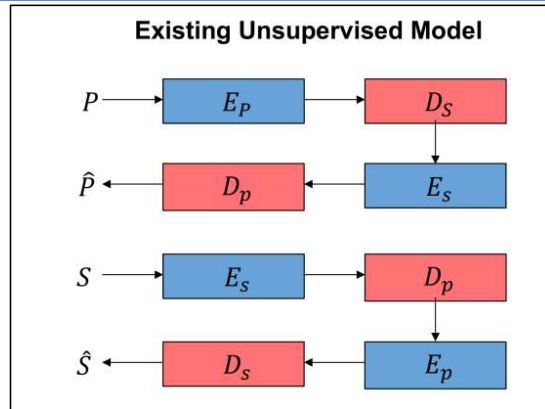 Existing Unsupervised Model
P E_P D_S
P̂ D_p E_s
S E_s D_p
Ŝ D_s E_p